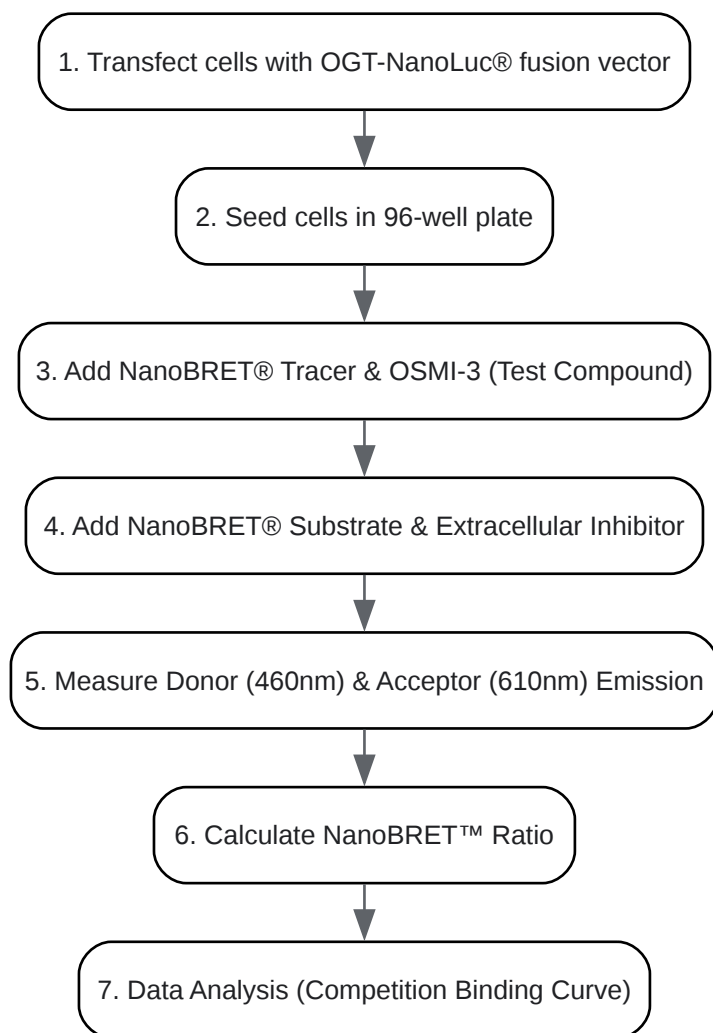 1. Transfect cells with OGT-NanoLuc® fusion vector
2. Seed cells in 96-well plate
3. Add NanoBRET® Tracer & OSMI-3 (Test Compound)
4. Add NanoBRET® Substrate & Extracellular Inhibitor
5. Measure Donor (460nm) & Acceptor (610nm) Emission
6. Calculate NanoBRET™ Ratio
7. Data Analysis (Competition Binding Curve)